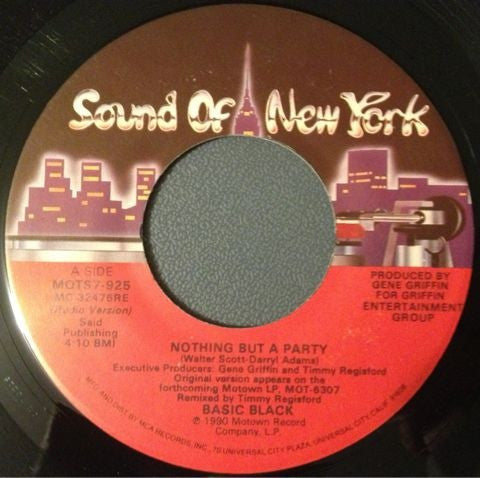 Sound Of New York
A SIDE
MOTS7-925
MC 32476RE
(Radio Version)
Said
Publishing
4:10 BMI
PRODUCED BY
GENE GRIFFIN
FOR GRIFFIN
ENTERTAINMENT
GROUP
NOTHING BUT A PARTY
(Walter Scott-Darryl Adams)
Executive Producers: Gene Griffin and Timmy Regisford
Original version appears on the
forthcoming Motown LP, MOT-6307
Remixed by Timmy Regisford
BASIC BLACK
℗ 1990 Motown Record
Company, L.P.
MFD. AND DIST. BY MCA RECORDS, INC., 70 UNIVERSAL CITY PLAZA, UNIVERSAL CITY, CALIF. 91608